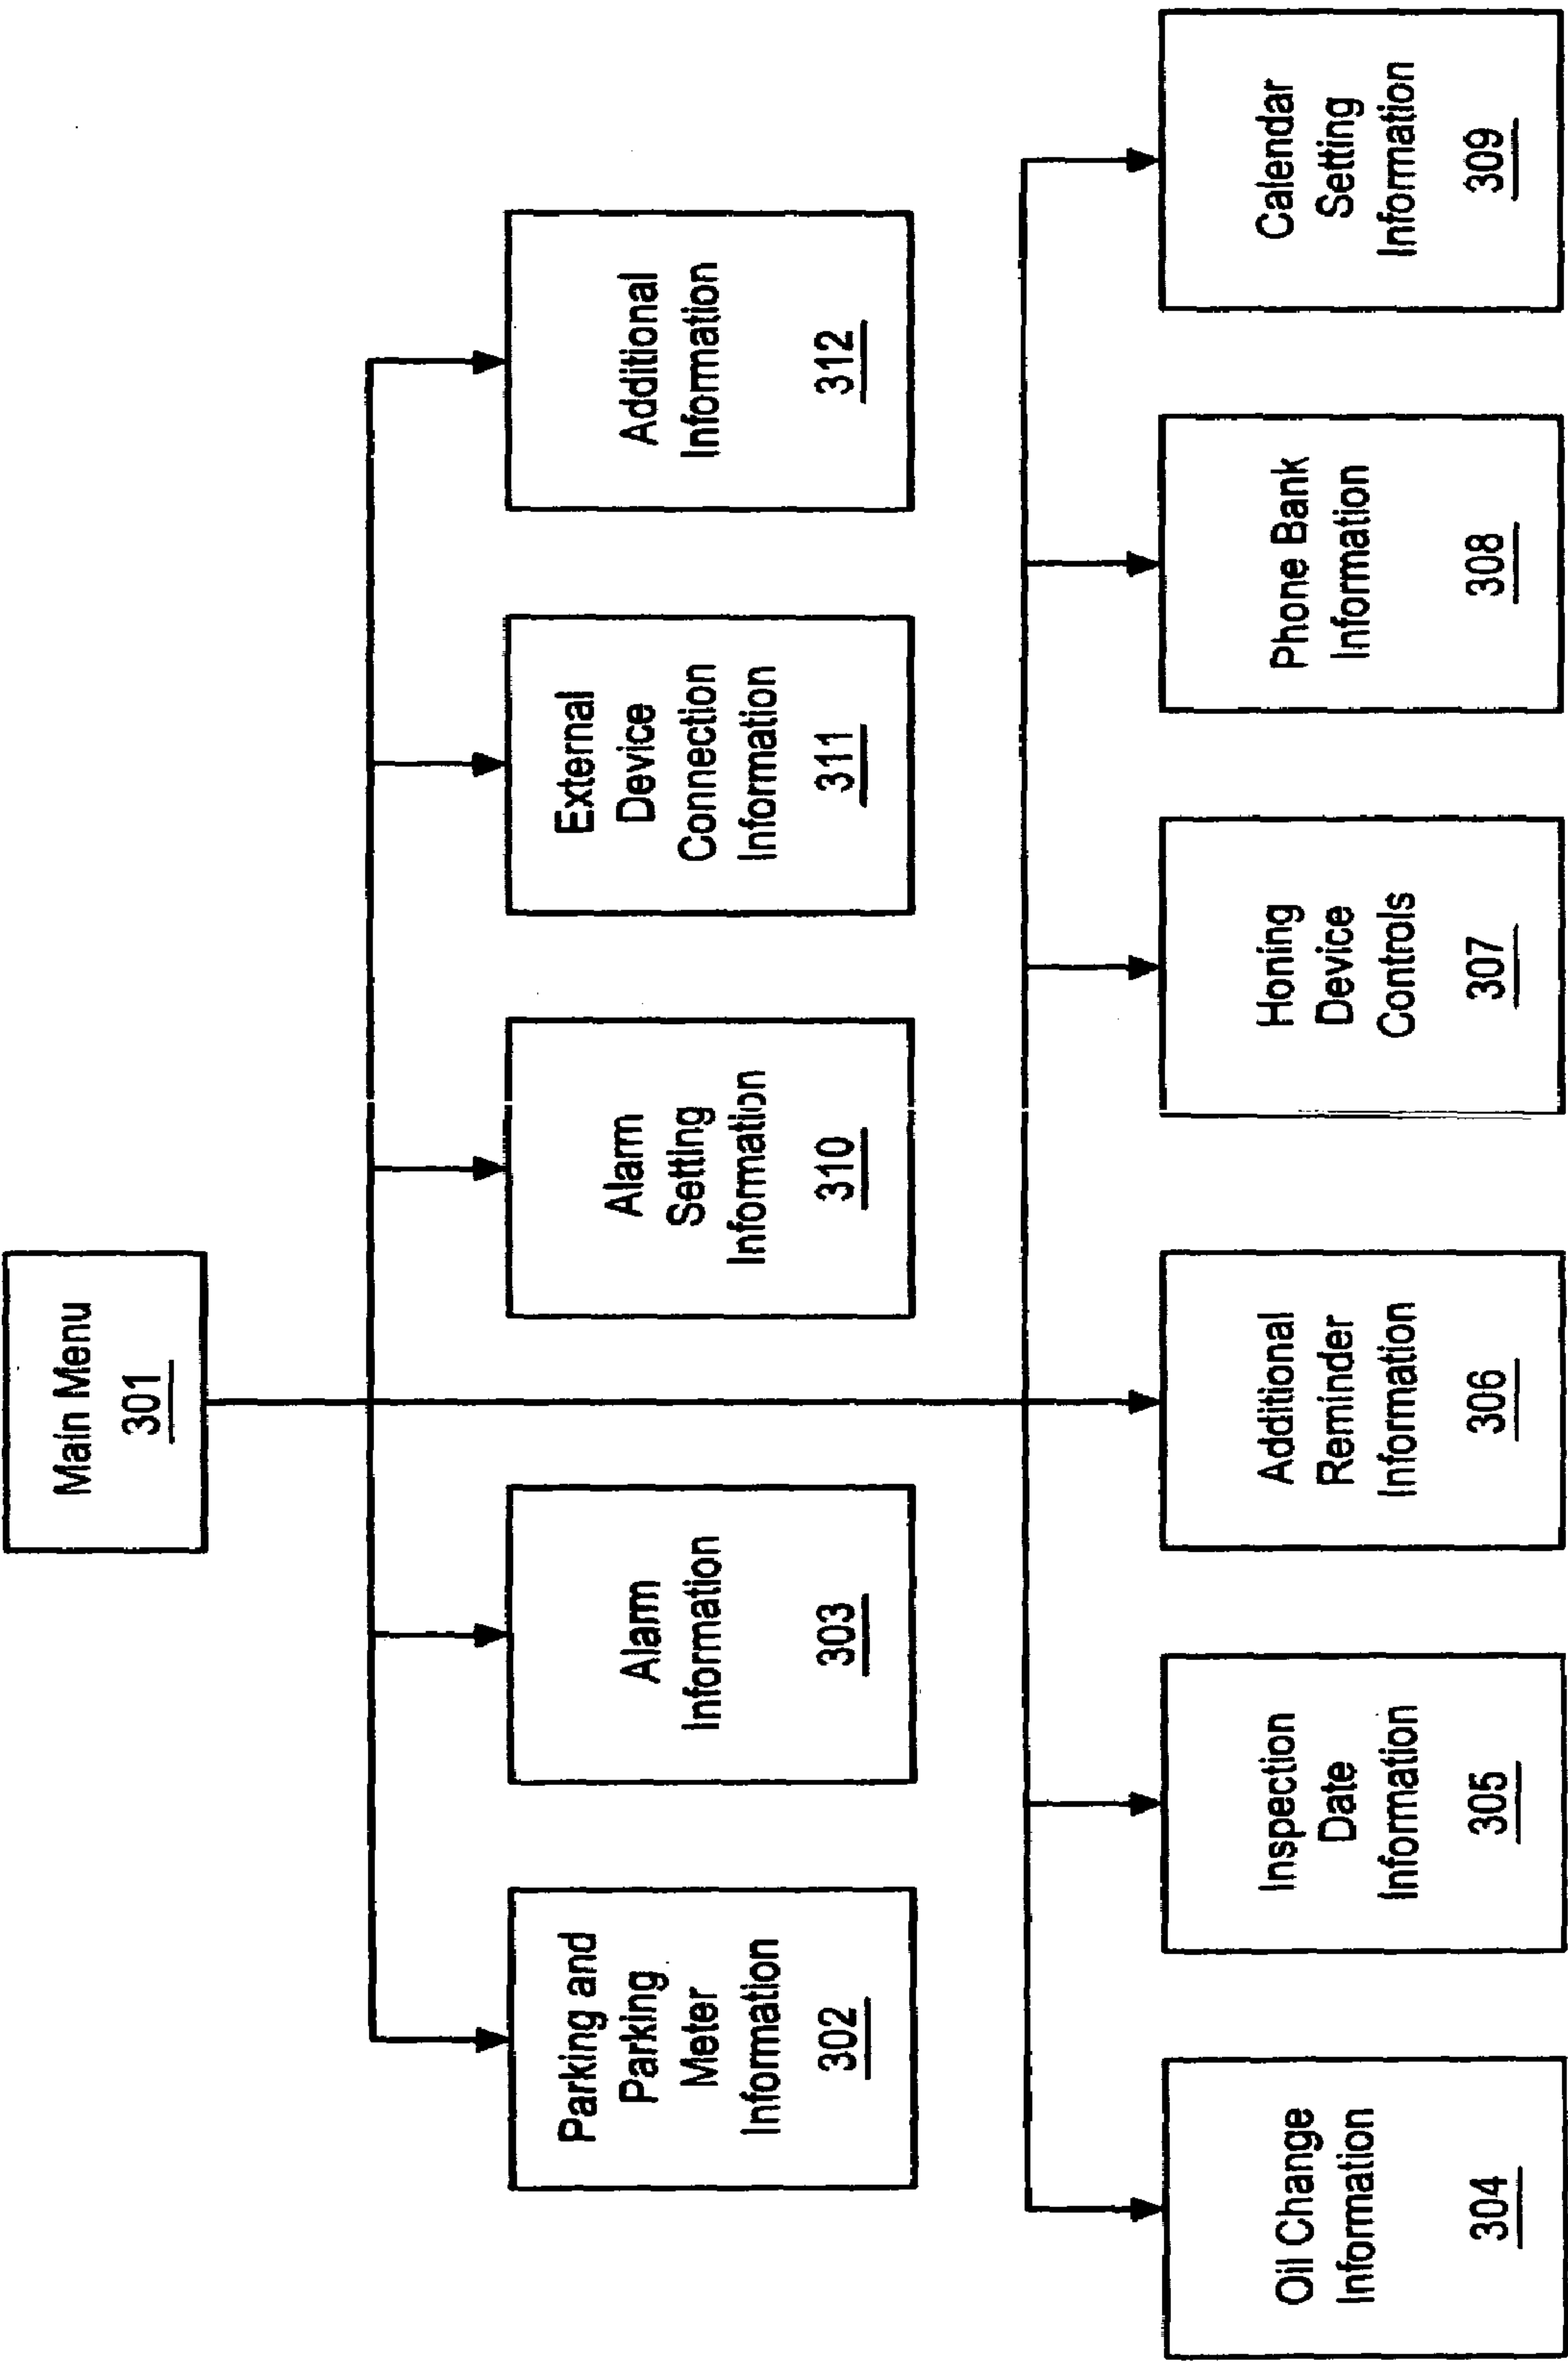 Main Menu
301
Parking and
Parking
Meter
Information
302
Alarm
Information
303
Alarm
Setting
Information
310
External
Device
Connection
Information
311
Additional
Information
312
Oil Change
Information
304
Inspection
Date
Information
305
Additional
Reminder
Information
306
Honing
Device
Controls
307
Phone Bank
Information
308
Calendar
Setting
Information
309